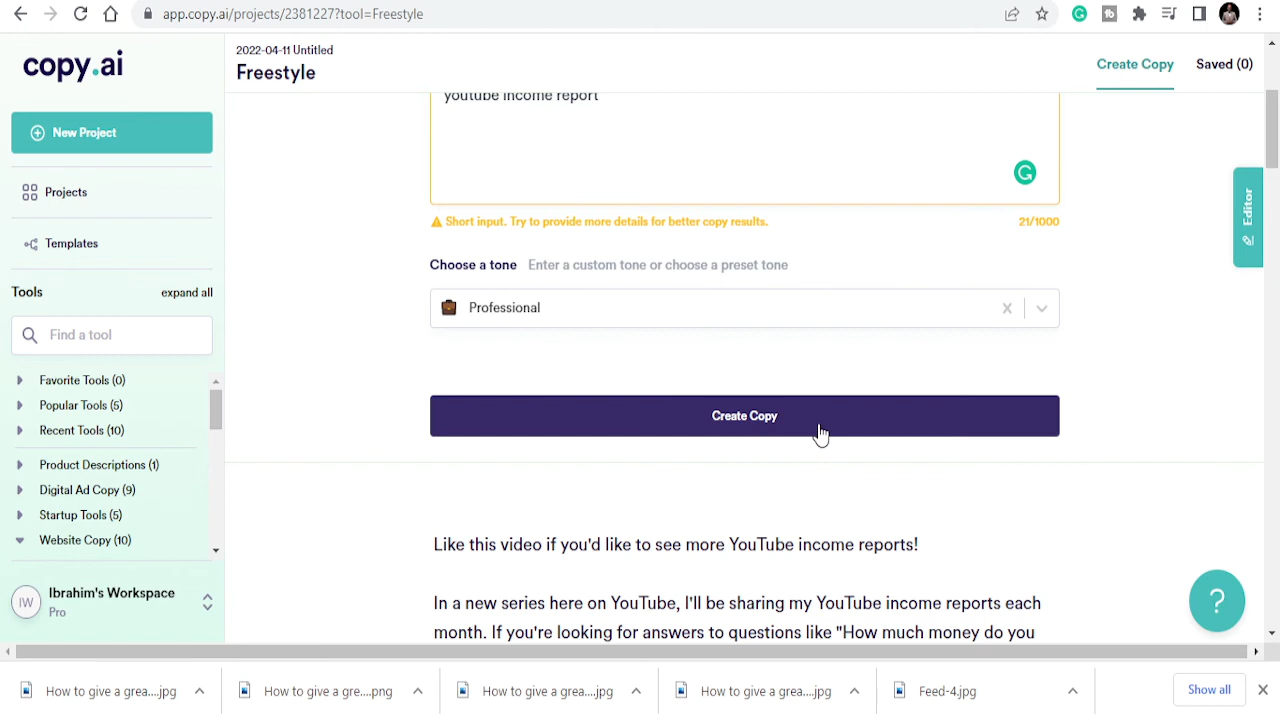 app.copy.ai/projects/2381227?tool=Freestyle
copy.ai
2022-04-11 Untitled
Freestyle
Create Copy
Saved (0)
New Project
Projects
Templates
Tools
expand all
Find a tool
Favorite Tools (0)
Popular Tools (5)
Recent Tools (10)
Product Descriptions (1)
Digital Ad Copy (9)
Startup Tools (5)
Website Copy (10)
IW
Ibrahim's Workspace
Pro
youtube income report
Short input. Try to provide more details for better copy results.
21/1000
Choose a tone Enter a custom tone or choose a preset tone
Professional
Create Copy
Like this video if you'd like to see more YouTube income reports!
In a new series here on YouTube, I'll be sharing my YouTube income reports each
month. If you're looking for answers to questions like "How much money do you
Editor
?
How to give a grea....jpg
How to give a gre....png
How to give a grea....jpg
How to give a grea....jpg
Feed-4.jpg
Show all